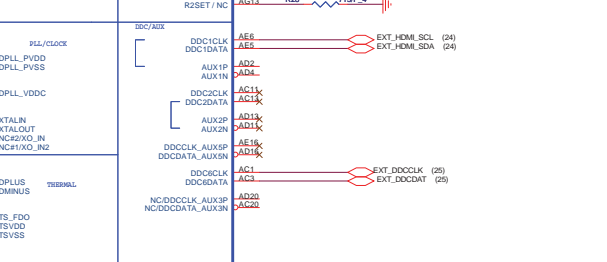 R2SET / NC AG13
DDC/AUX
PLL/CLOCK
DDC1CLK AE6 EXT_HDMI_SCL (24)
DDC1DATA AE5 EXT_HDMI_SDA (24)
DPLL_PVDD
DPLL_PVSS
AUX1P AD2
AUX1N AD4
DPLL_VDDC
DDC2CLK AC11
DDC2DATA AC13
XTALIN
XTALOUT
NC#2/XO_IN
NC#1/XO_IN2
AUX2P AD13
AUX2N AD11
DDCCLK_AUX5P AE16
DDCDATA_AUX5N AD16
DDC6CLK AC1 EXT_DDCCLK (25)
DDC6DATA AC3 EXT_DDCDAT (25)
DPLUS THERMAL
DMINUS
NC/DDCCLK_AUX3P AD20
NC/DDCDATA_AUX3N AC20
TS_FDO
TSVDD
TSVSS